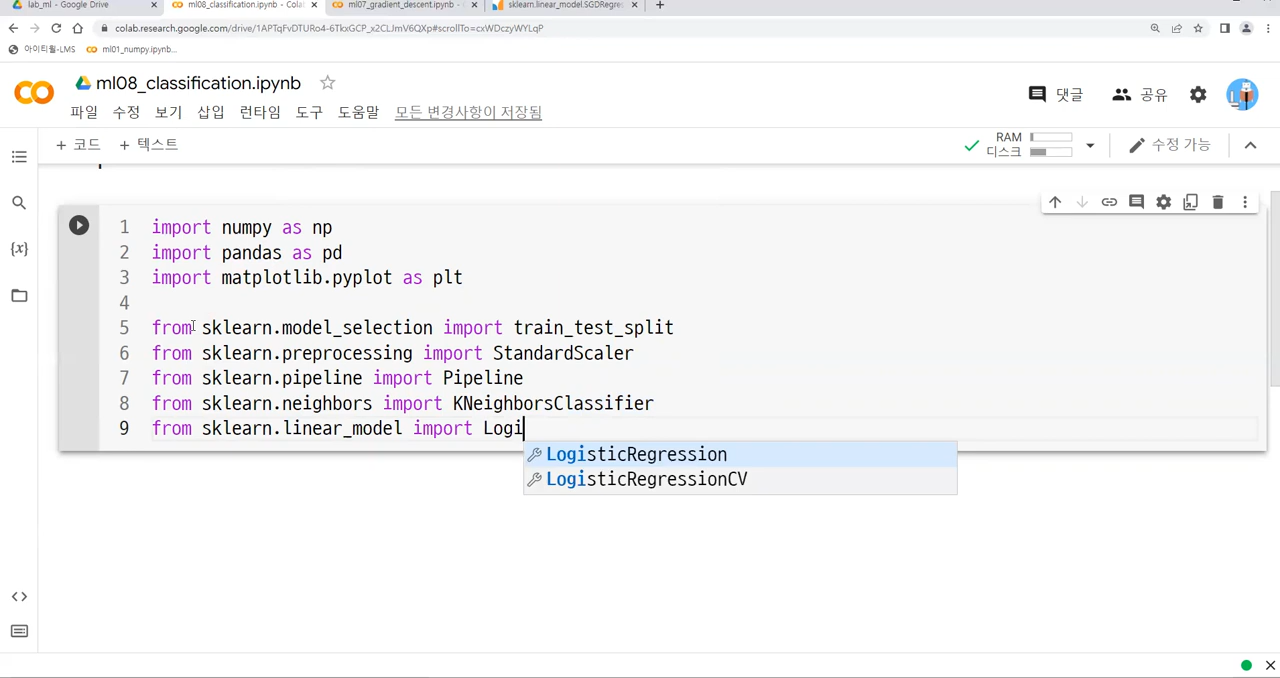 lab_ml - Google Drive
ml08_classification.ipynb - Colab
ml07_gradient_descent.ipynb - C
sklearn.linear_model.SGDRegres
colab.research.google.com/drive/1APTqFvDTURo4-6TkxGCP_x2CLJmV6QXp#scrollTo=cxWDczyWYLqP
아이티윌-LMS
ml01_numpy.ipynb...
ml08_classification.ipynb
댓글
공유
파일 수정 보기 삽입 런타임 도구 도움말 모든 변경사항이 저장됨
+ 코드 + 텍스트
RAM
디스크
수정 가능
{x}
1 import numpy as np
2 import pandas as pd
3 import matplotlib.pyplot as plt
4
5 from sklearn.model_selection import train_test_split
6 from sklearn.preprocessing import StandardScaler
7 from sklearn.pipeline import Pipeline
8 from sklearn.neighbors import KNeighborsClassifier
9 from sklearn.linear_model import Logi
LogisticRegression
LogisticRegressionCV